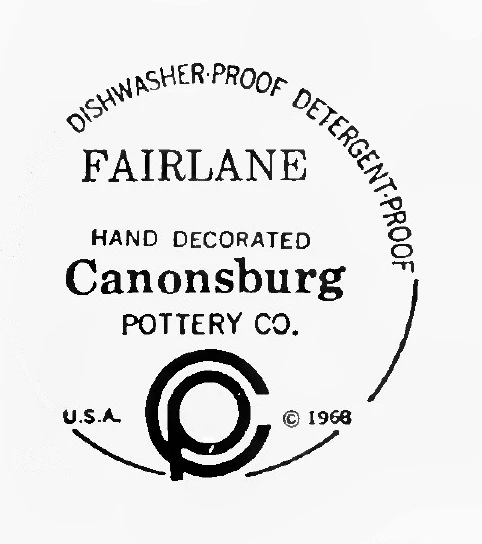 DISHWASHER·PROOF DETERGENT·PROOF
FAIRLANE
HAND DECORATED
Canonsburg
POTTERY CO.
U.S.A.
© 1968